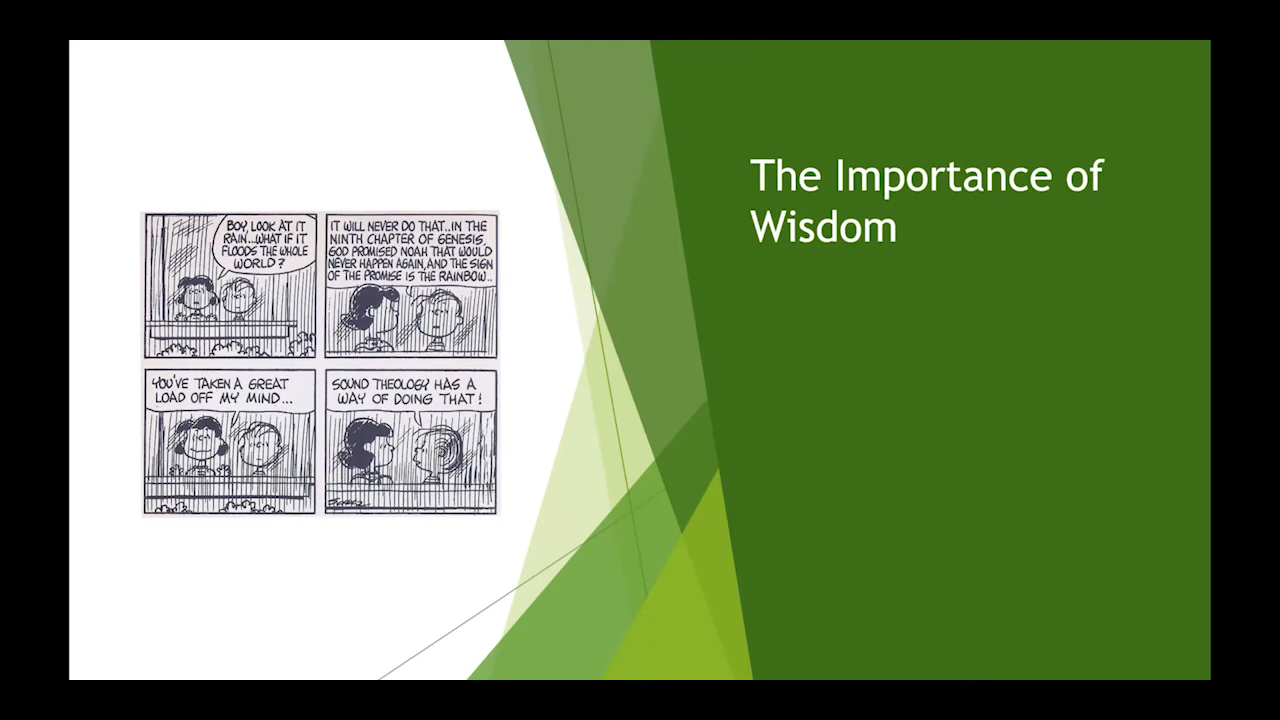 BOY, LOOK AT IT
RAIN...WHAT IF IT
FLOODS THE WHOLE
WORLD?
IT WILL NEVER DO THAT..IN THE
NINTH CHAPTER OF GENESIS,
GOD PROMISED NOAH THAT WOULD
NEVER HAPPEN AGAIN, AND THE SIGN
OF THE PROMISE IS THE RAINBOW..
YOU'VE TAKEN A GREAT
LOAD OFF MY MIND...
SOUND THEOLOGY HAS A
WAY OF DOING THAT!
The Importance of
Wisdom